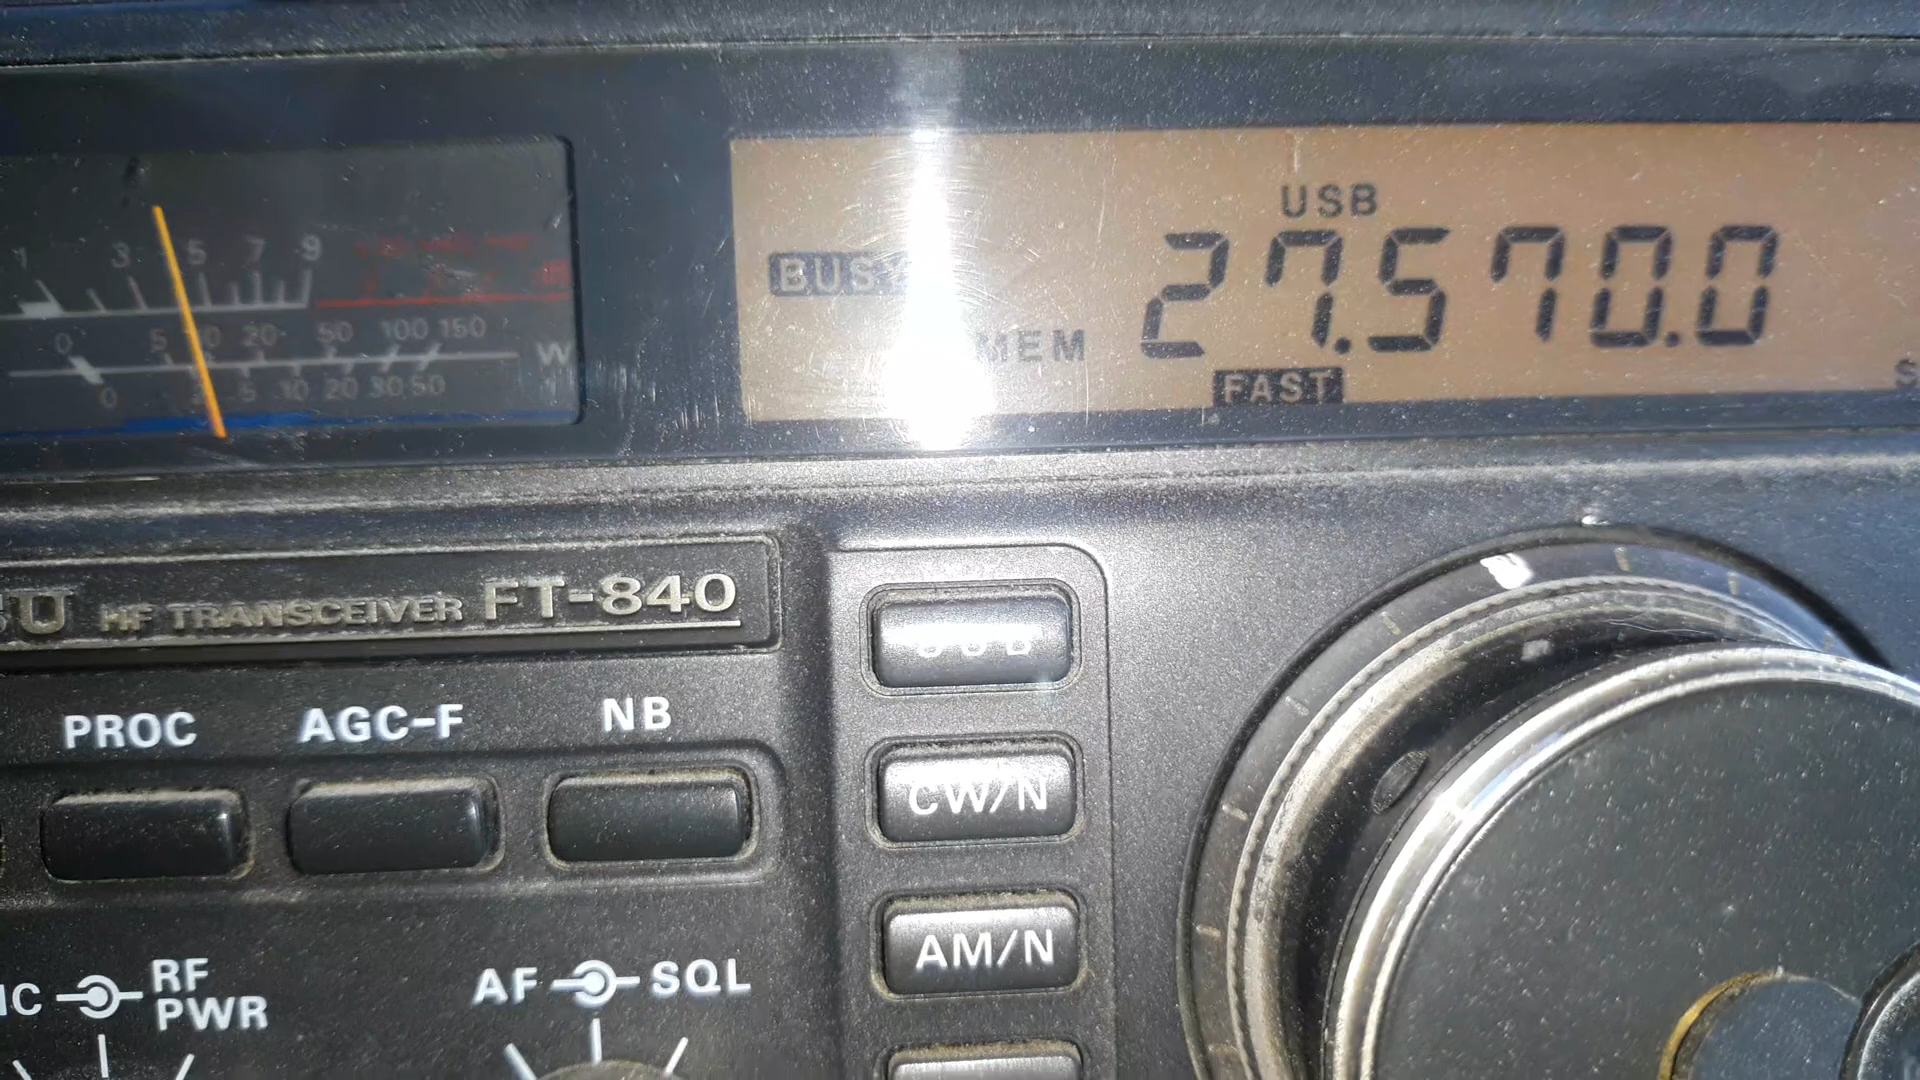 USB
BUSY
27.570.0
MEM
FAST
1 3 5 7 9
0 5 10 20 50 100 150
W
0 5 10 20 30 50
HF TRANSCEIVER FT-840
PROC AGC-F NB
CW/N
AM/N
RF
PWR
AF SQL